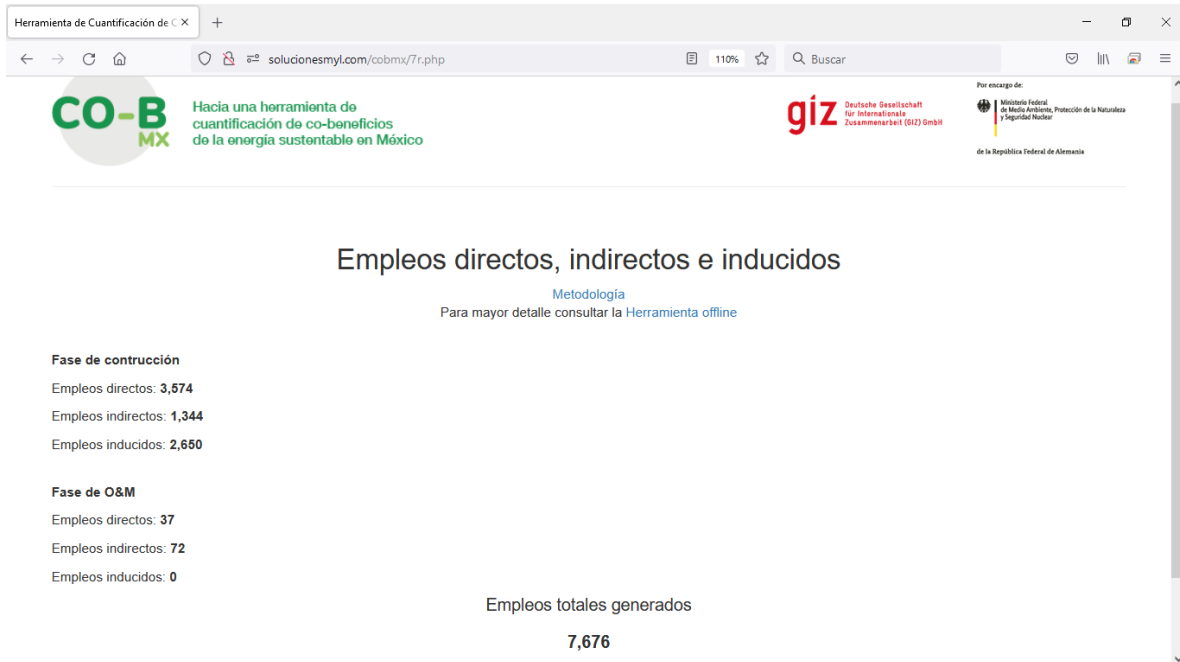 Herramienta de Cuantificación de C
solucionesmyl.com/cobmx/7r.php
110%
Buscar
CO-B
MX
Hacia una herramienta de
cuantificación de co-beneficios
de la energía sustentable en México
giz
Deutsche Gesellschaft
für Internationale
Zusammenarbeit (GIZ) GmbH
Por encargo de:
Ministerio Federal
de Medio Ambiente, Protección de la Naturaleza
y Seguridad Nuclear
de la República Federal de Alemania
Empleos directos, indirectos e inducidos
Metodología
Para mayor detalle consultar la Herramienta offline
Fase de contrucción
Empleos directos: 3,574
Empleos indirectos: 1,344
Empleos inducidos: 2,650
Fase de O&M
Empleos directos: 37
Empleos indirectos: 72
Empleos inducidos: 0
Empleos totales generados
7,676